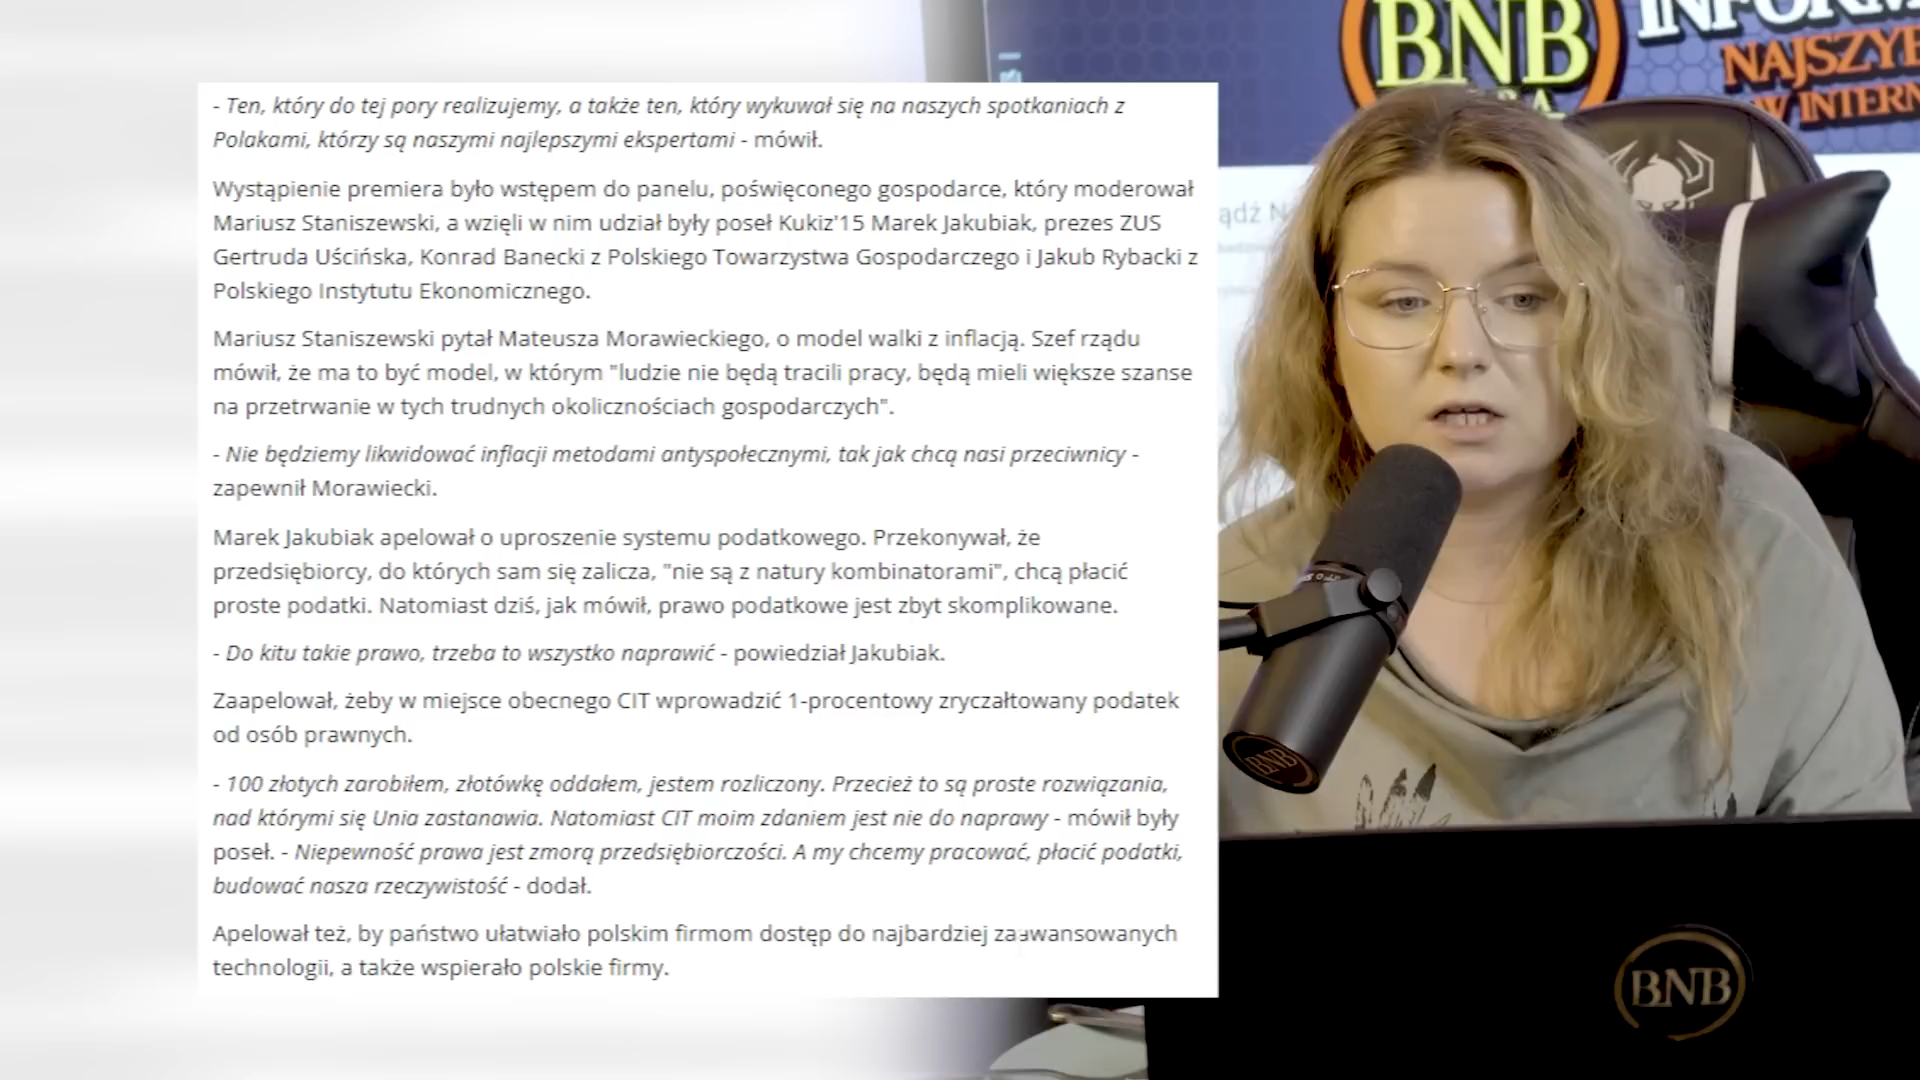 - Ten, który do tej pory realizujemy, a także ten, który wykuwał się na naszych spotkaniach z
Polakami, którzy są naszymi najlepszymi ekspertami - mówił.
Wystąpienie premiera było wstępem do panelu, poświęconego gospodarce, który moderował
Mariusz Staniszewski, a wzięli w nim udział były poseł Kukiz'15 Marek Jakubiak, prezes ZUS
Gertruda Uścińska, Konrad Banecki z Polskiego Towarzystwa Gospodarczego i Jakub Rybacki z
Polskiego Instytutu Ekonomicznego.
Mariusz Staniszewski pytał Mateusza Morawieckiego, o model walki z inflacją. Szef rządu
mówił, że ma to być model, w którym "ludzie nie będą tracili pracy, będą mieli większe szanse
na przetrwanie w tych trudnych okolicznościach gospodarczych".
- Nie będziemy likwidować inflacji metodami antyspołecznymi, tak jak chcą nasi przeciwnicy -
zapewnił Morawiecki.
Marek Jakubiak apelował o uproszenie systemu podatkowego. Przekonywał, że
przedsiębiorcy, do których sam się zalicza, "nie są z natury kombinatorami", chcą płacić
proste podatki. Natomiast dziś, jak mówił, prawo podatkowe jest zbyt skomplikowane.
- Do kitu takie prawo, trzeba to wszystko naprawić - powiedział Jakubiak.
Zaapelował, żeby w miejsce obecnego CIT wprowadzić 1-procentowy zryczałtowany podatek
od osób prawnych.
- 100 złotych zarobiłem, złotówkę oddałem, jestem rozliczony. Przecież to są proste rozwiązania,
nad którymi się Unia zastanawia. Natomiast CIT moim zdaniem jest nie do naprawy - mówił były
poseł. - Niepewność prawa jest zmorą przedsiębiorczości. A my chcemy pracować, płacić podatki,
budować nasza rzeczywistość - dodał.
Apelował też, by państwo ułatwiało polskim firmom dostęp do najbardziej zaawansowanych
technologii, a także wspierało polskie firmy.
BNB
INFORM
NAJSZYB
W INTERN
BNB
BNB